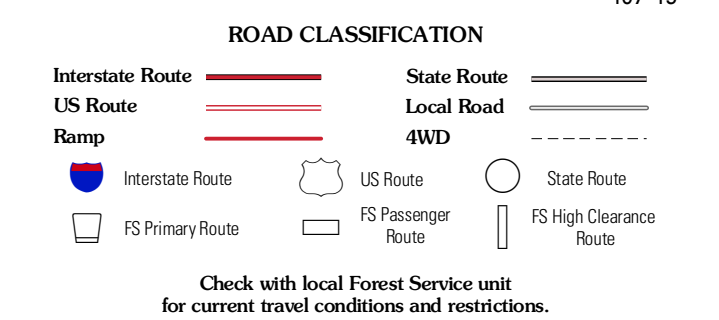 ROAD CLASSIFICATION
Interstate Route
State Route
US Route
Local Road
Ramp
4WD
Interstate Route
US Route
State Route
FS Primary Route
FS Passenger
Route
FS High Clearance
Route
Check with local Forest Service unit
for current travel conditions and restrictions.